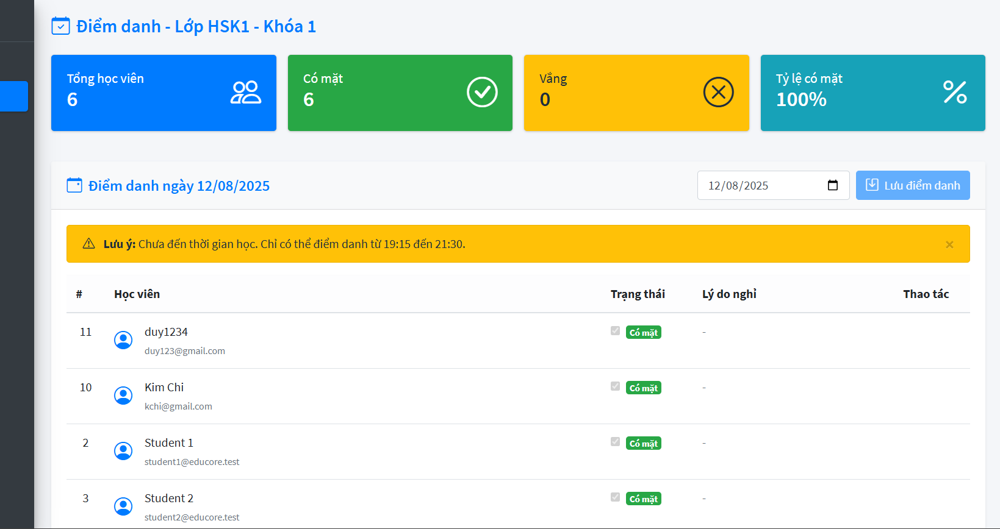 Điểm danh - Lớp HSK1 - Khóa 1
Tổng học viên
6
Có mặt
6
Vắng
0
Tỷ lệ có mặt
100%
Điểm danh ngày 12/08/2025
12/08/2025
Lưu điểm danh
Lưu ý: Chưa đến thời gian học. Chỉ có thể điểm danh từ 19:15 đến 21:30.
# Học viên Trạng thái Lý do nghỉ Thao tác
11 duy1234 Có mặt -
duy123@gmail.com
10 Kim Chi Có mặt -
kchi@gmail.com
2 Student 1 Có mặt -
student1@educore.test
3 Student 2 Có mặt -
student2@educore.test